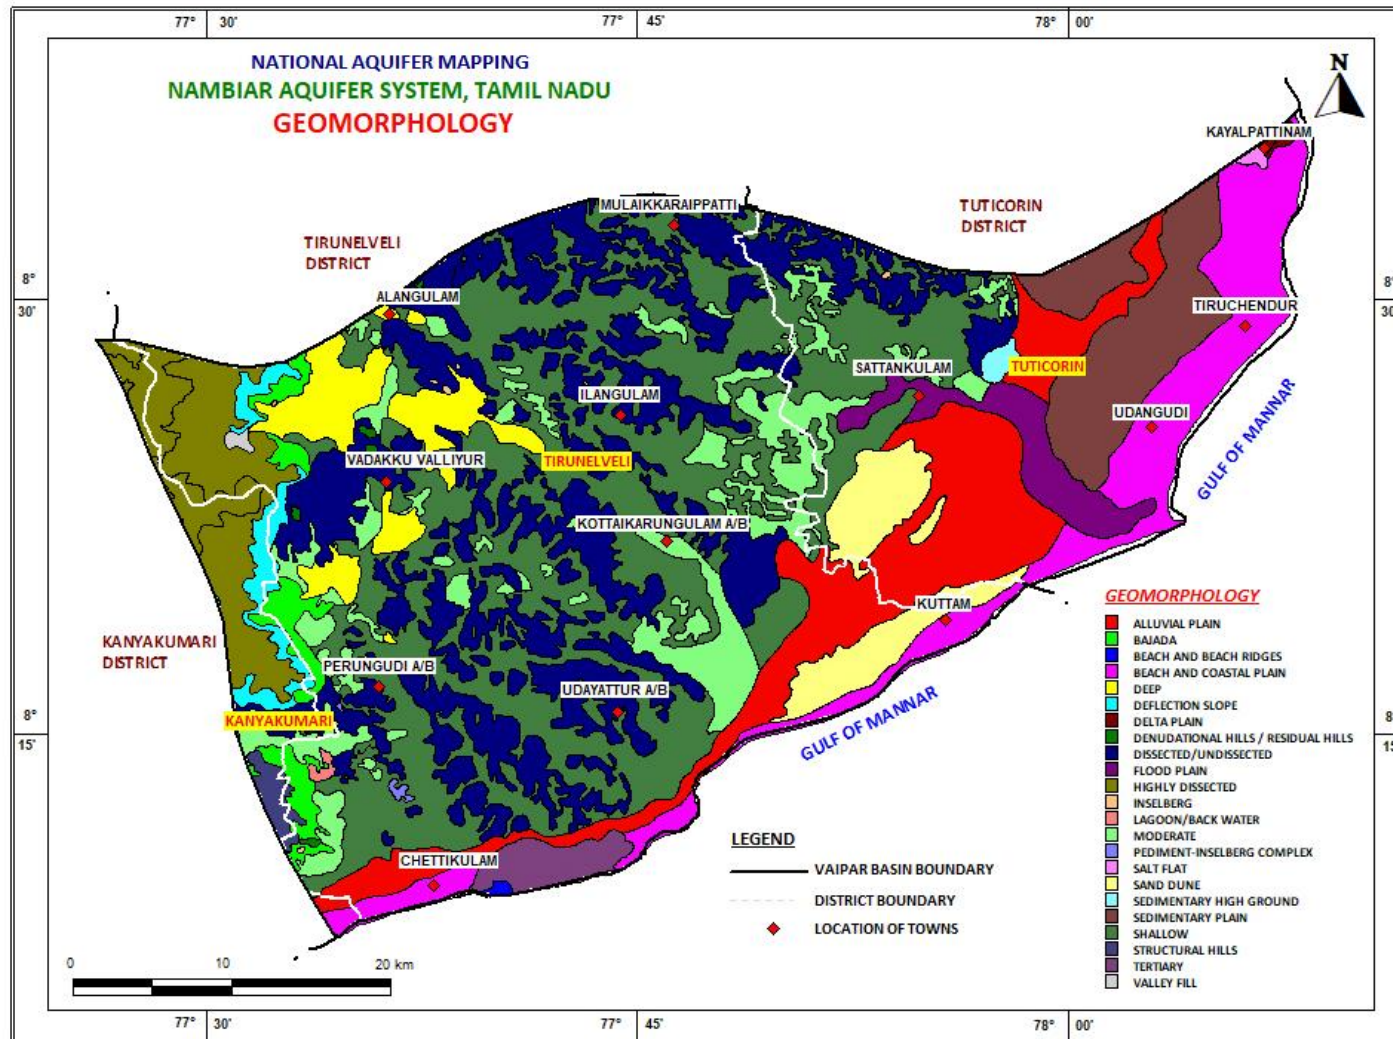 77° 30' 77° 45' 78° 00'
NATIONAL AQUIFER MAPPING
NAMBIAR AQUIFER SYSTEM, TAMIL NADU
GEOMORPHOLOGY
N
KAYALPATTINAM
MULAIKKARAIPPATTI
TUTICORIN
DISTRICT
TIRUNELVELI
DISTRICT
8°
30'
8°
30
ALANGULAM
TIRUCHENDUR
SATTANKULAM
TUTICORIN
ILANGULAM
UDANGUDI
VADAKKU VALLIYUR
TIRUNELVELI
GULF OF MANNAR
KOTTAIKARUNGULAM A/B
KUTTAM
KANYAKUMARI
DISTRICT
PERUNGUDI A/B
UDAYATTUR A/B
KANYAKUMARI
GULF OF MANNAR
8°
15'
8
15
CHETTIKULAM
GEOMORPHOLOGY
ALLUVIAL PLAIN
BAJADA
BEACH AND BEACH RIDGES
BEACH AND COASTAL PLAIN
DEEP
DEFLECTION SLOPE
DELTA PLAIN
DENUDATIONAL HILLS / RESIDUAL HILLS
DISSECTED/UNDISSECTED
FLOOD PLAIN
HIGHLY DISSECTED
INSELBERG
LAGOON/BACK WATER
MODERATE
PEDIMENT-INSELBERG COMPLEX
SALT FLAT
SAND DUNE
SEDIMENTARY HIGH GROUND
SEDIMENTARY PLAIN
SHALLOW
STRUCTURAL HILLS
TERTIARY
VALLEY FILL
LEGEND
VAIPAR BASIN BOUNDARY
DISTRICT BOUNDARY
LOCATION OF TOWNS
0 10 20 km
77° 30' 77° 45' 78° 00'